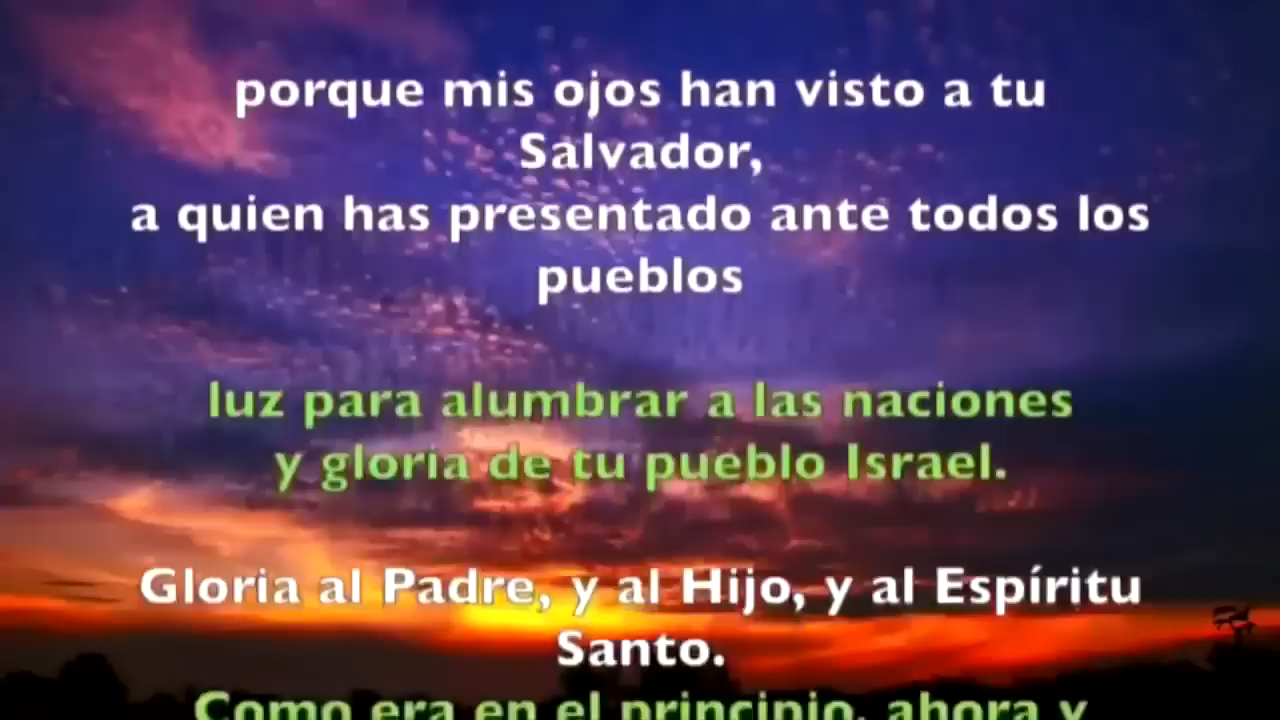 porque mis ojos han visto a tu
Salvador,
a quien has presentado ante todos los
pueblos
luz para alumbrar a las naciones
y gloria de tu pueblo Israel.
Gloria al Padre, y al Hijo, y al Espíritu
Santo.
Como era en el principio, ahora y